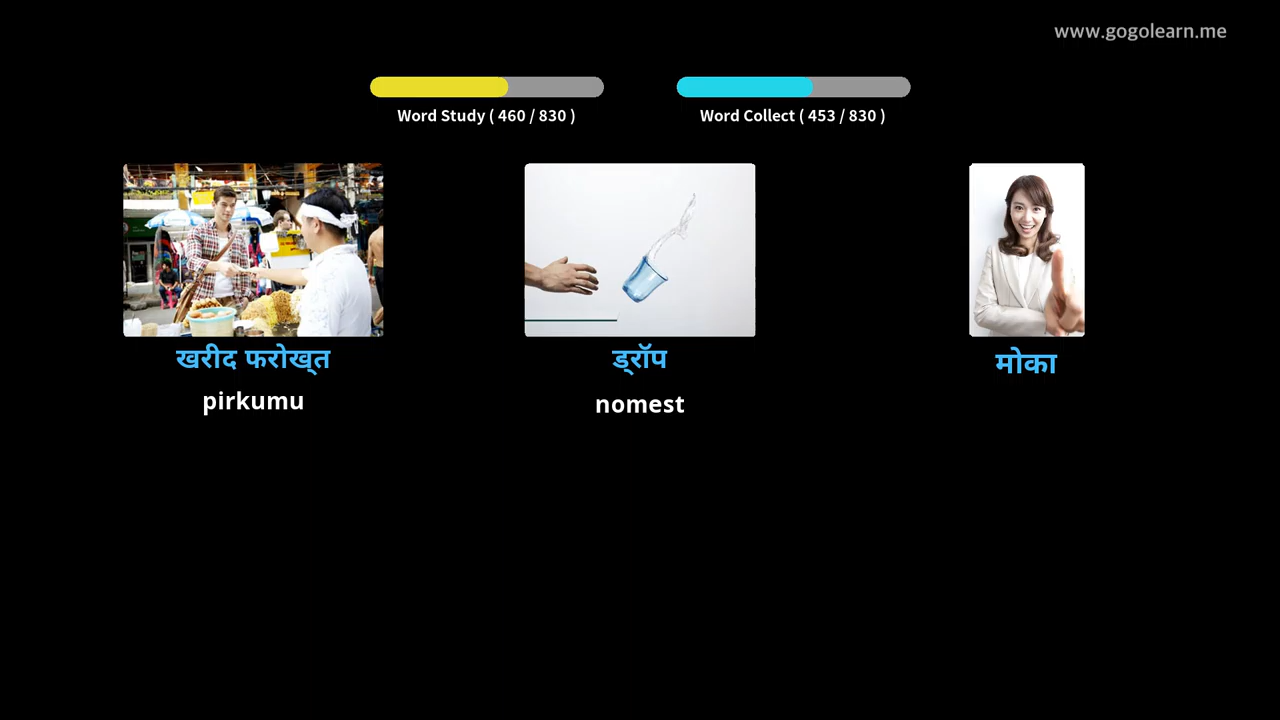 www.gogolearn.me
Word Study ( 460 / 830 )
Word Collect ( 453 / 830 )
खरीद फरोख्त
ड्रॉप
मोका
pirkumu
nomest